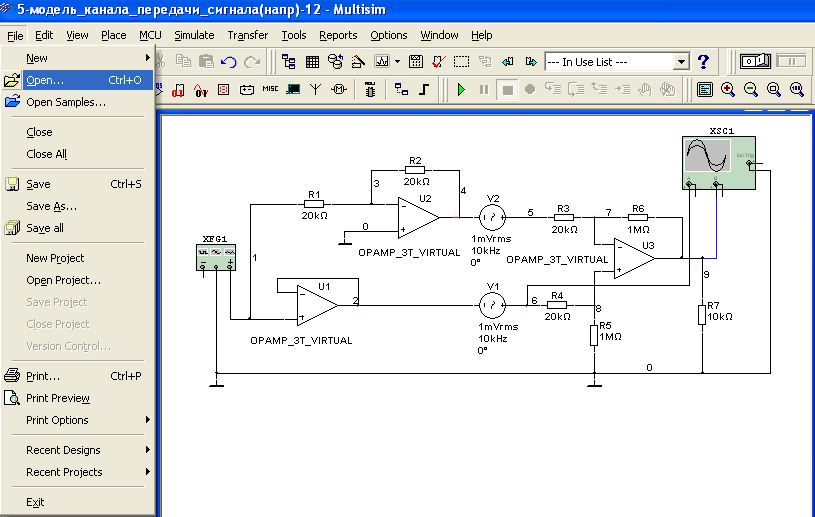 5-модель_канала_передачи_сигнала(напр)-12 - Multisim
File Edit View Place MCU Simulate Transfer Tools Reports Options Window Help
--- In Use List ---
MISC
New
Open... Ctrl+O
Open Samples...
Close
Close All
Save Ctrl+S
Save As...
Save all
New Project
Open Project...
Save Project
Close Project
Version Control...
Print... Ctrl+P
Print Preview
Print Options
Recent Designs
Recent Projects
Exit
XSC1
R2
3
20kΩ
4
R1
20kΩ
U2
0
OPAMP_3T_VIRTUAL
V2
1mVrms
10kHz
0°
5
R3
20kΩ
7
R6
1MΩ
U3
OPAMP_3T_VIRTUAL
XFG1
1
U1
2
OPAMP_3T_VIRTUAL
V1
1mVrms
10kHz
0°
6
R4
20kΩ
8
R5
1MΩ
9
R7
10kΩ
0